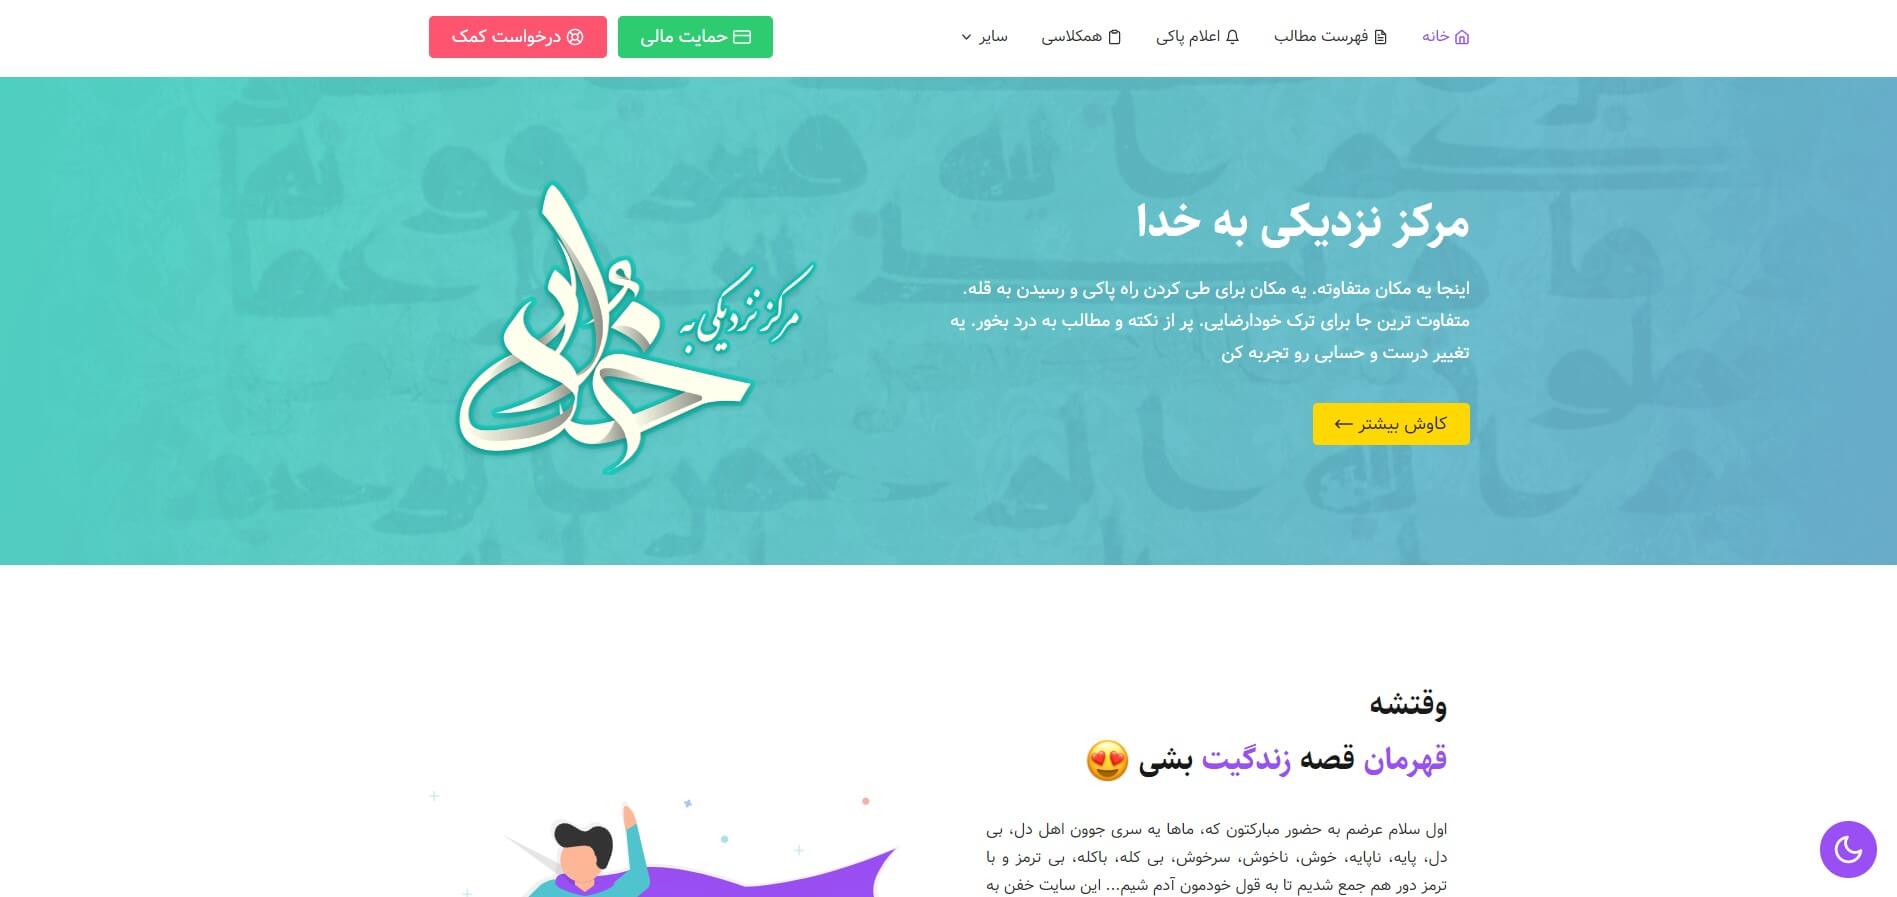 خانه
فهرست مطالب
اعلام پاکی
همکلاسی
سایر
حمایت مالی
درخواست کمک
مرکز نزدیکی به خدا
اینجا یه مکان متفاوته. یه مکان برای طی کردن راه پاکی و رسیدن به قله.
متفاوت ترین جا برای ترک خودارضایی. پر از نکته و مطالب به درد بخور. یه
تغییر درست و حسابی رو تجربه کن
کاوش بیشتر ←
مرکز نزدیکی به
خدا
وقتشه
قهرمان قصه زندگیت بشی 😍
اول سلام عرضم به حضور مبارکتون که، ماها یه سری جوون اهل دل، بی
دل، پایه، ناپایه، خوش، ناخوش، سرخوش، بی کله، باکله، بی ترمز و با
ترمز دور هم جمع شدیم تا به قول خودمون آدم شیم... این سایت خفن به